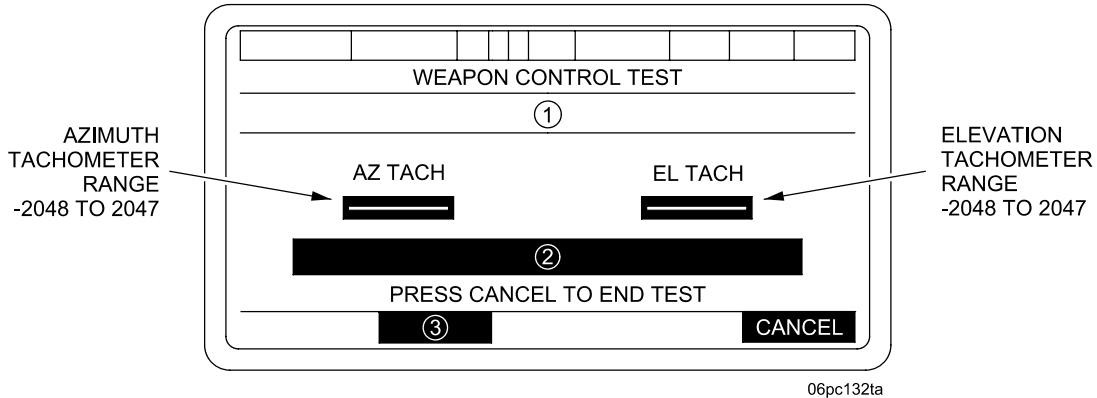 WEAPON CONTROL TEST
①
AZIMUTH
TACHOMETER
RANGE
-2048 TO 2047
AZ TACH
EL TACH
ELEVATION
TACHOMETER
RANGE
-2048 TO 2047
②
PRESS CANCEL TO END TEST
③
CANCEL
06pc132ta